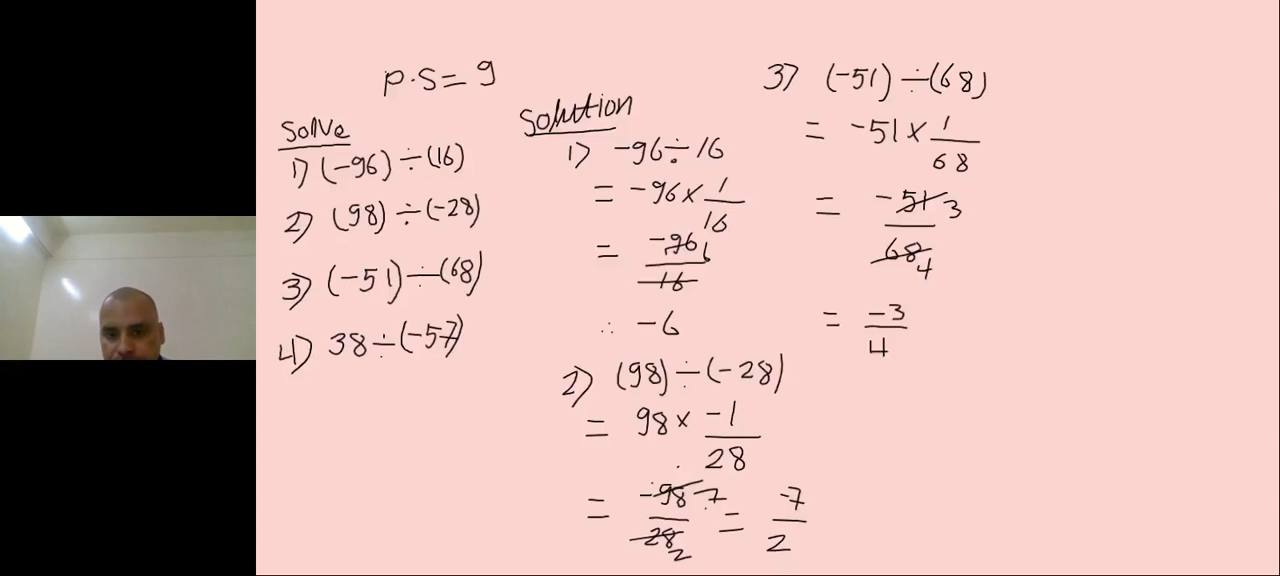 P.S = 9
Solve
1) (-96) ÷ (16)
2) (98) ÷ (-28)
3) (-51) ÷ (68)
4) 38 ÷ (-57)
Solution
1) -96 ÷ 16
= -96 × 1/16
= -96 6/16
∴ -6
2) (98) ÷ (-28)
= 98 × -1/28
= -98 7/28 2 = -7/2
3) (-51) ÷ (68)
= -51 × 1/68
= -51 3/68 4
= -3/4